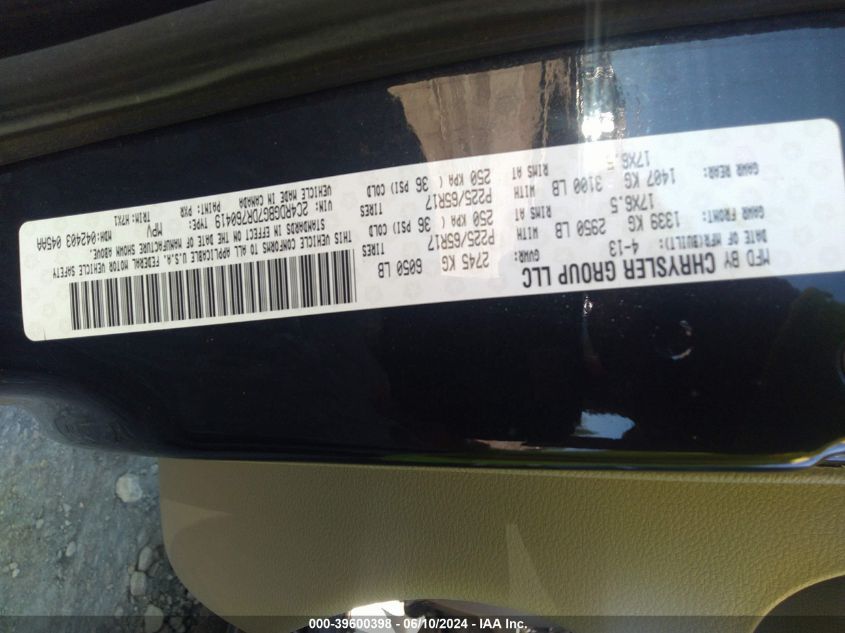 MFD BY CHRYSLER GROUP LLC
DATE OF MFR(BUILT): 4-13 GVWR: 2745 KG 6050 LB
GAWR FRONT: 1339 KG 2950 LB WITH P225/65R17 TIRES
17X6.5 RIMS AT 250 KPA ( 36 PSI) COLD
GAWR REAR: 1407 KG 3100 LB WITH P225/65R17 TIRES
17X6.5 RIMS AT 250 KPA ( 36 PSI) COLD
THIS VEHICLE CONFORMS TO ALL APPLICABLE U.S.A. FEDERAL MOTOR VEHICLE SAFETY
STANDARDS IN EFFECT ON THE DATE OF MANUFACTURE SHOWN ABOVE.
VIN: 2C4RDGBG7DR760419 TYPE: MPV MDH:042403 045AA
VEHICLE MADE IN CANADA PAINT: PXR TRIM: H7X1
000-39600398 - 06/10/2024 - IAA Inc.